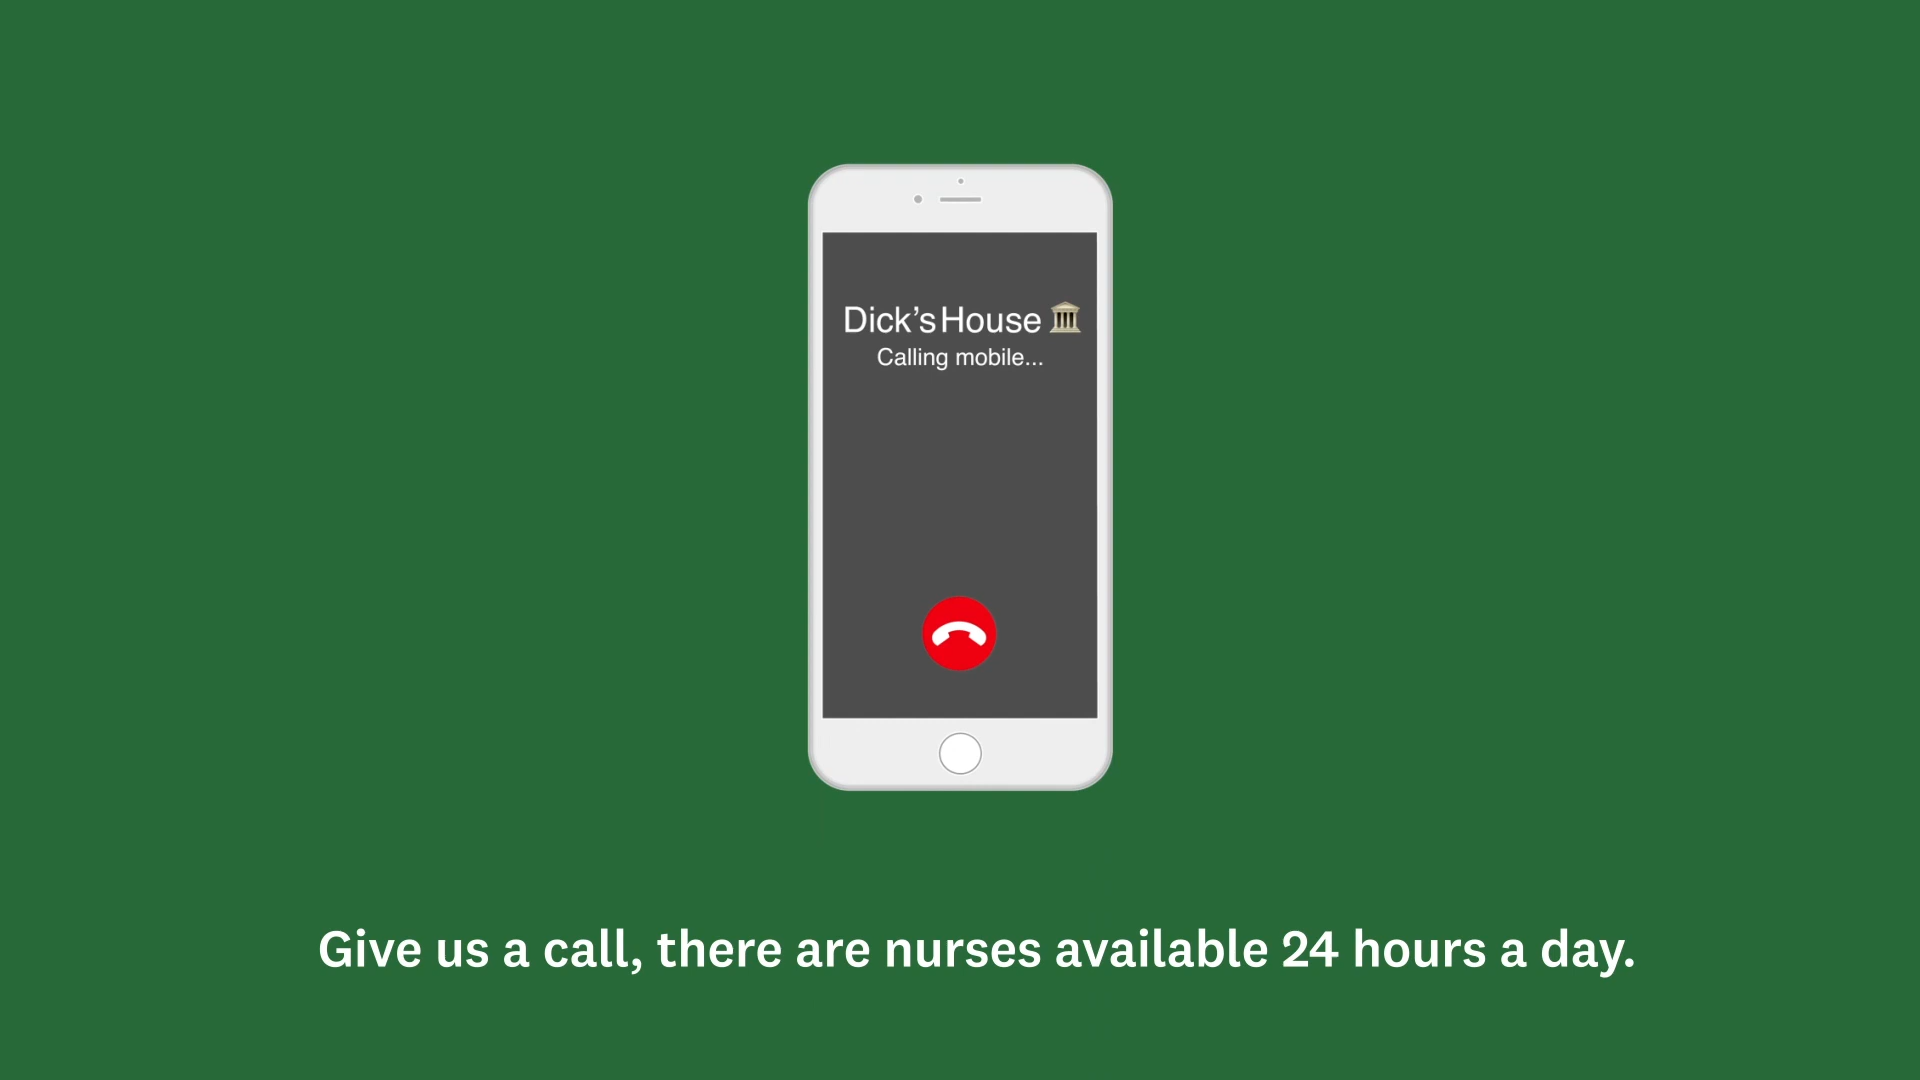 Dick’s House 🏛
Calling mobile...
Give us a call, there are nurses available 24 hours a day.